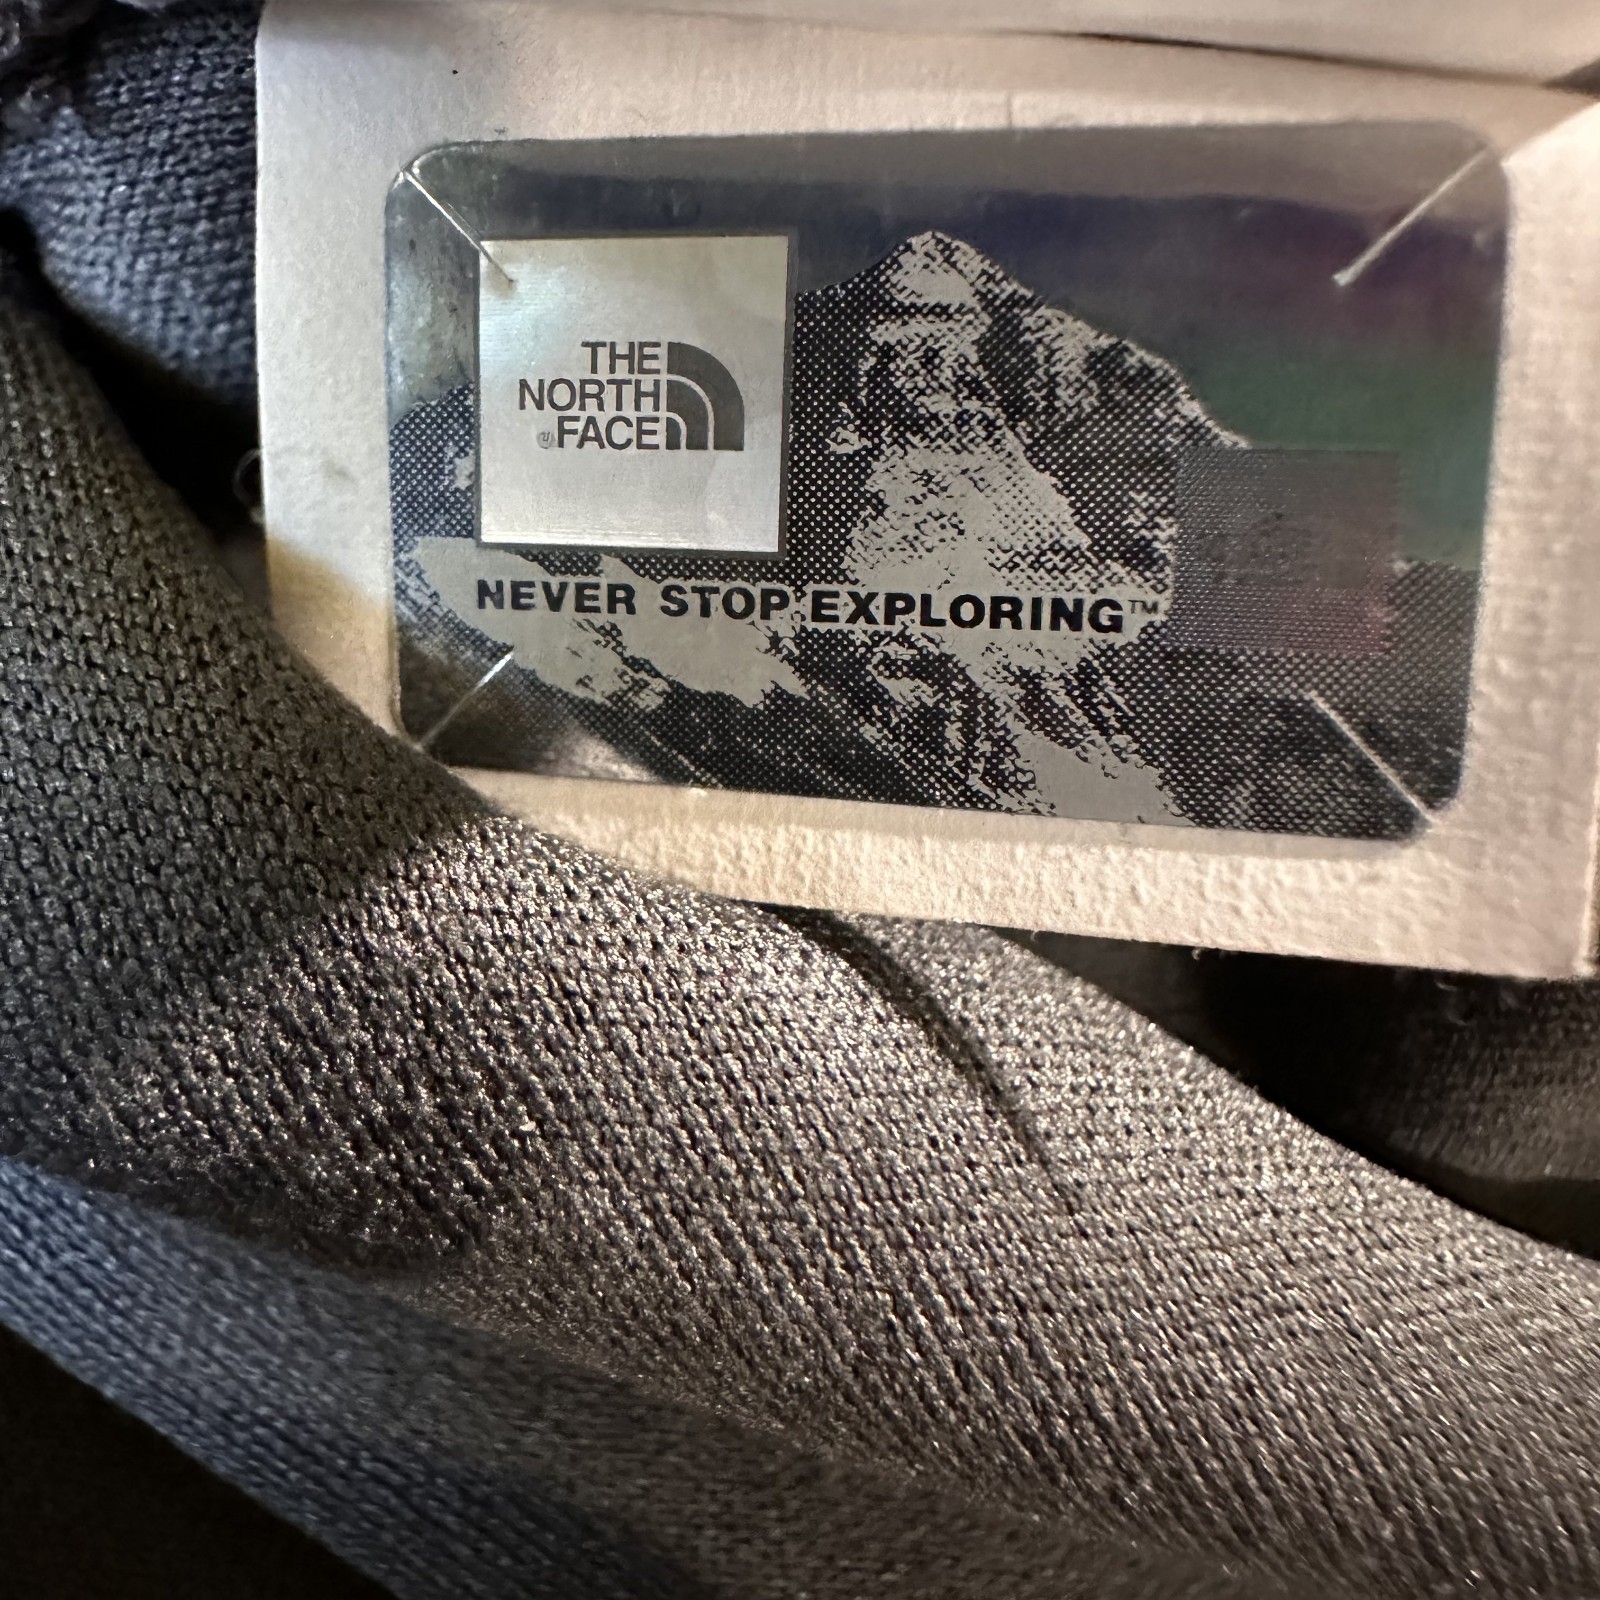 THE
NORTH
FACE
NEVER STOP EXPLORING™